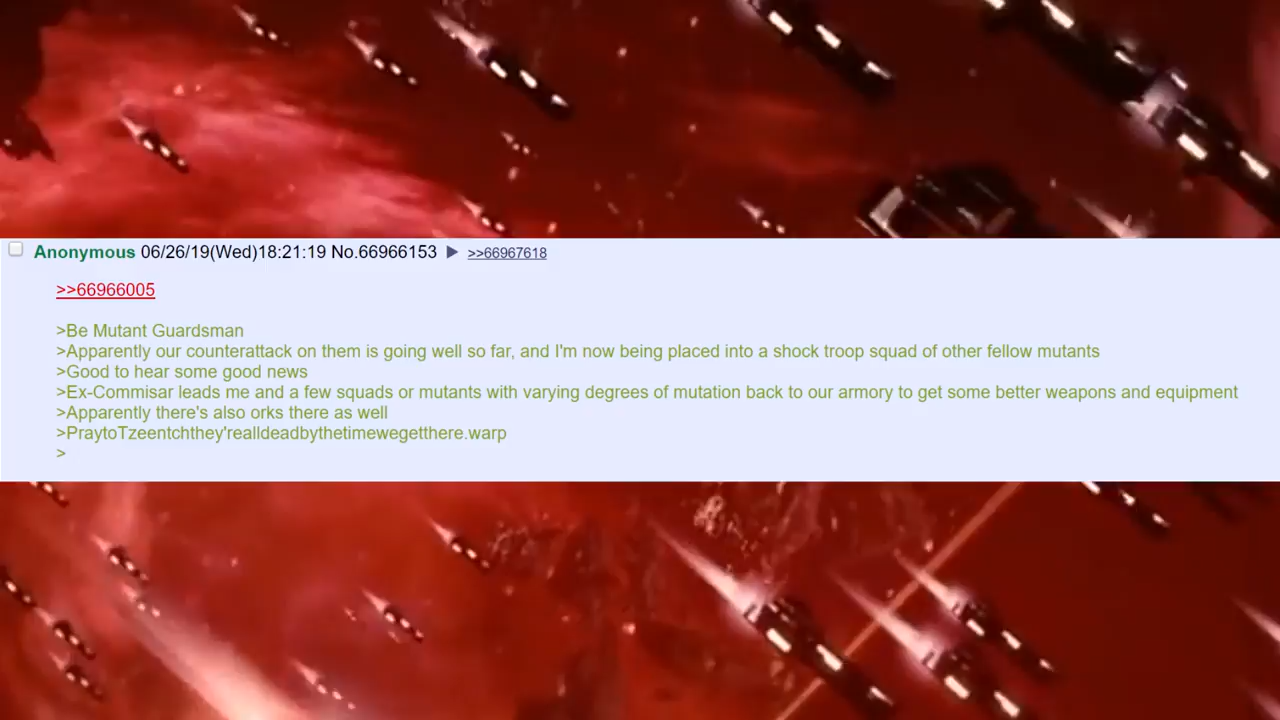 Anonymous 06/26/19(Wed)18:21:19 No.66966153 ▶ >>66967618
>>66966005
>Be Mutant Guardsman
>Apparently our counterattack on them is going well so far, and I'm now being placed into a shock troop squad of other fellow mutants
>Good to hear some good news
>Ex-Commisar leads me and a few squads or mutants with varying degrees of mutation back to our armory to get some better weapons and equipment
>Apparently there's also orks there as well
>PraytoTzeentchthey'realldeadbythetimewegetthere.warp
>